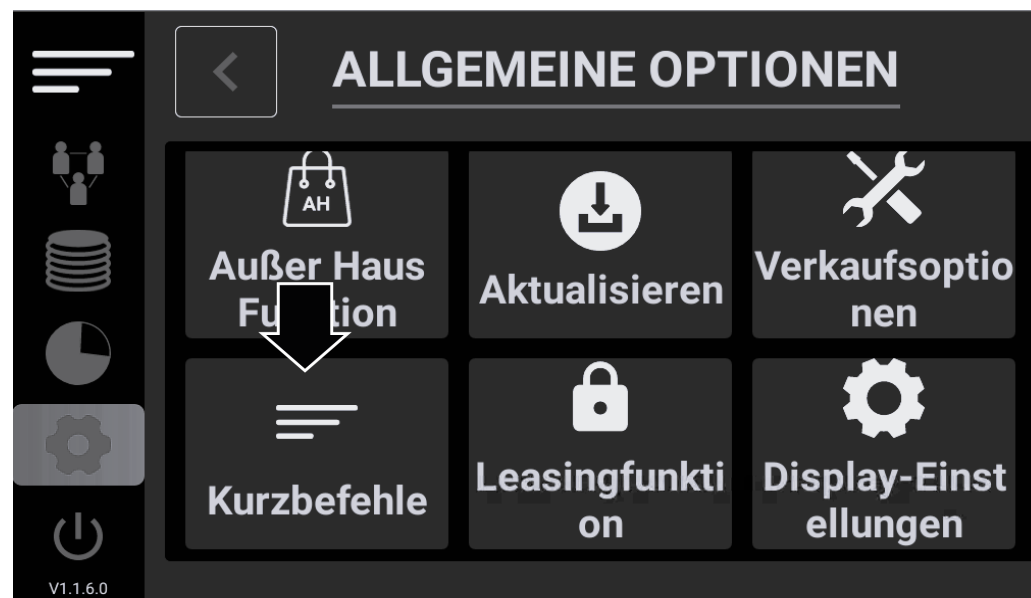 ALLGEMEINE OPTIONEN
AH
Außer Haus
Aktualisieren
Verkaufsoptio
nen
Kurzbefehle
Leasingfunkti
on
Display-Einst
ellungen
V1.1.6.0